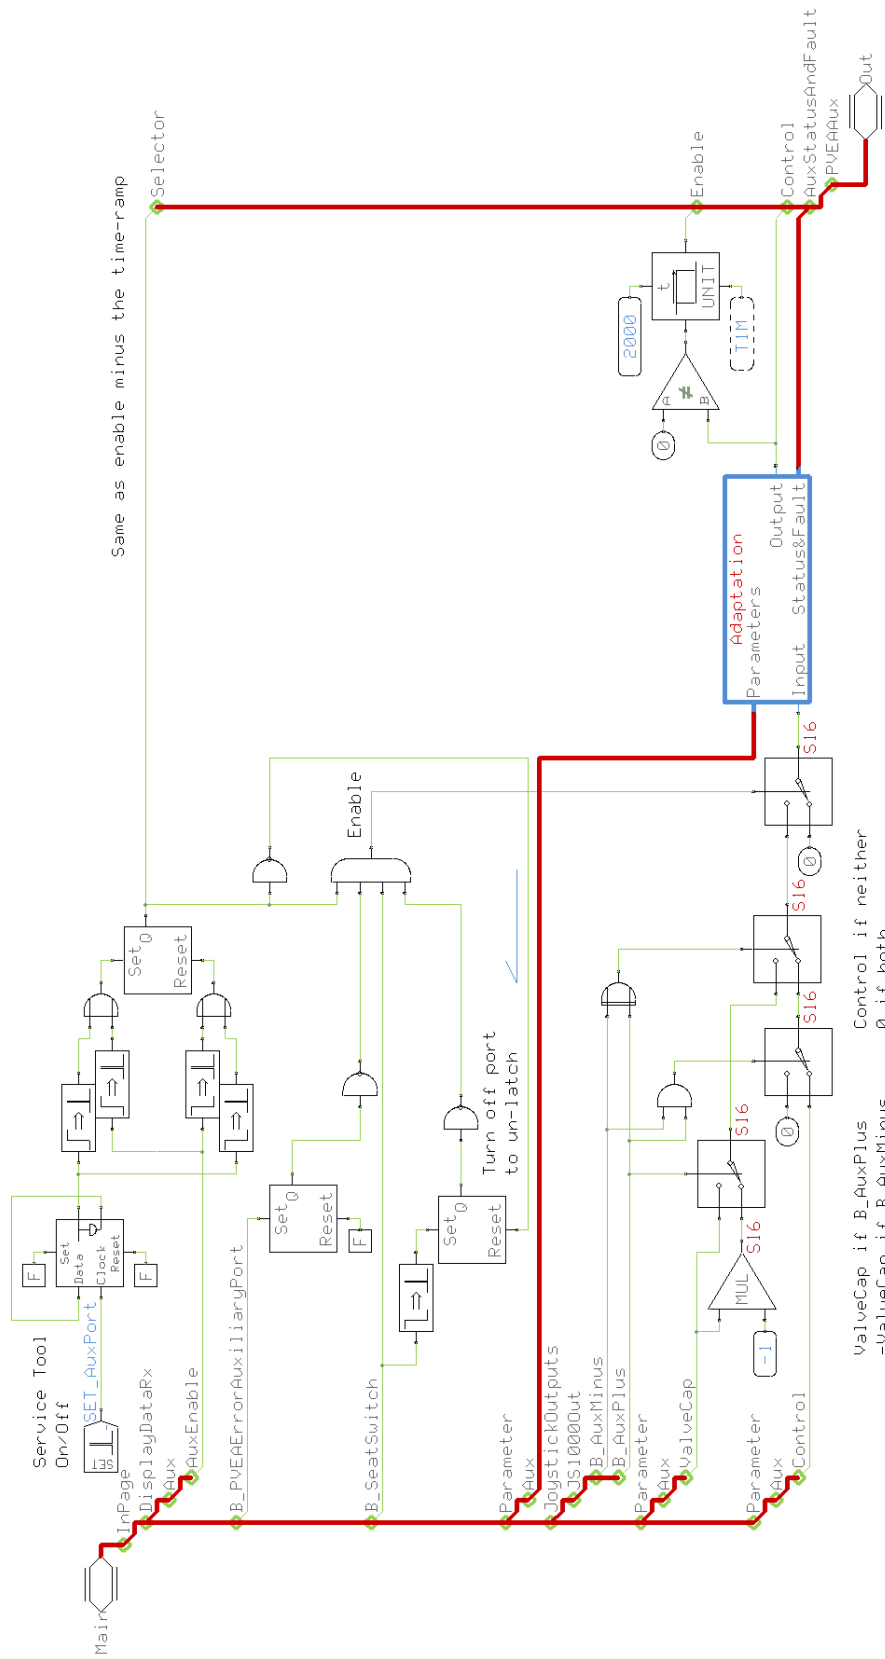 Main
InPage
DisplayDataRx
Aux
AuxEnable
B_PVEAErrorAuxiliaryPort
B_SeatSwitch
Parameter
Aux
JoystickOutputs
JS1000Out
B_AuxMinus
B_AuxPlus
Parameter
Aux
ValveCap
Parameter
Aux
Control
Service Tool
On/Off
SET
SET_AuxPort
F
Set
Data
Clock
Reset
F
Set
Q
Reset
Set
Q
Reset
F
Set
Q
Reset
Turn off port
to un-latch
Enable
-1
MUL
S16
S16
0
S16
S16
0
S16
ValveCap if B_AuxPlus
Control if neither
-ValveCap if B_AuxMinus
0 if both
Adaptation
Parameters
Output
Input
Status&Fault
0
A
≠
B
2000
t
UNIT
T1M
Same as enable minus the time-ramp
Selector
Enable
Control
AuxStatusAndFault
PVEAAux
Out